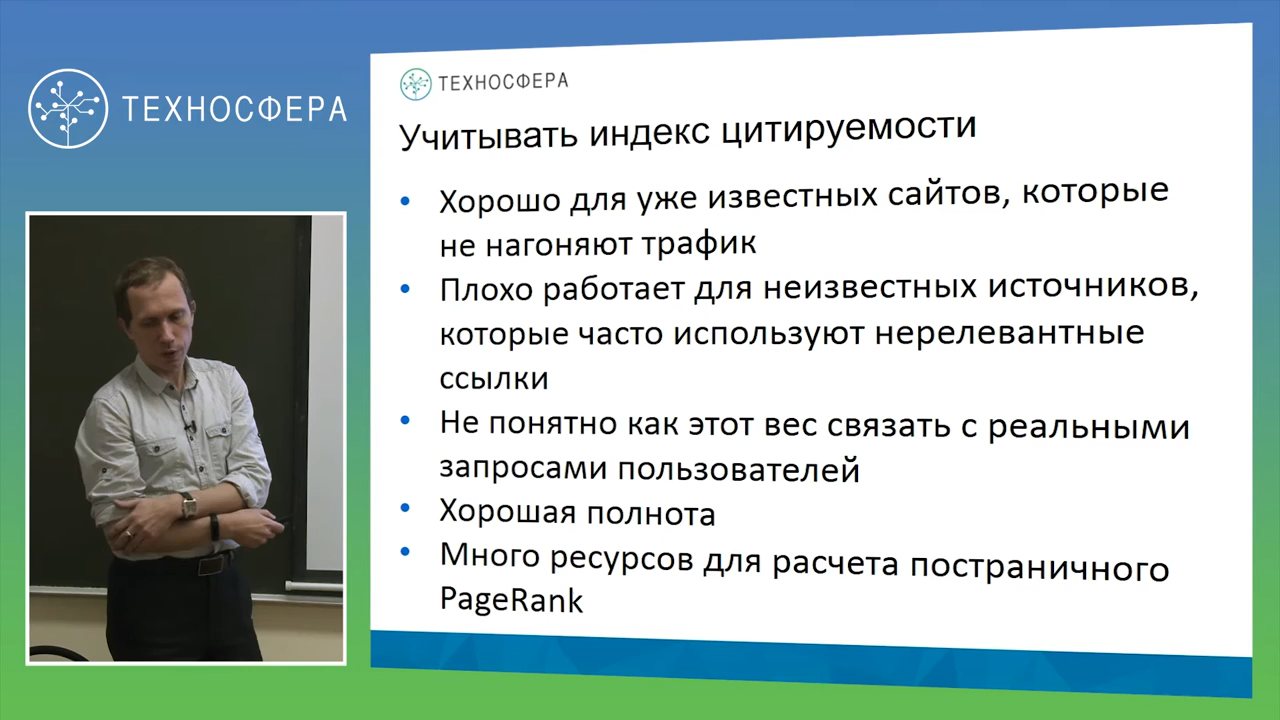 ТЕХНОСФЕРА
ТЕХНОСФЕРА
Учитывать индекс цитируемости
• Хорошо для уже известных сайтов, которые
не нагоняют трафик
• Плохо работает для неизвестных источников,
которые часто используют нерелевантные
ссылки
• Не понятно как этот вес связать с реальными
запросами пользователей
• Хорошая полнота
• Много ресурсов для расчета постраничного
PageRank